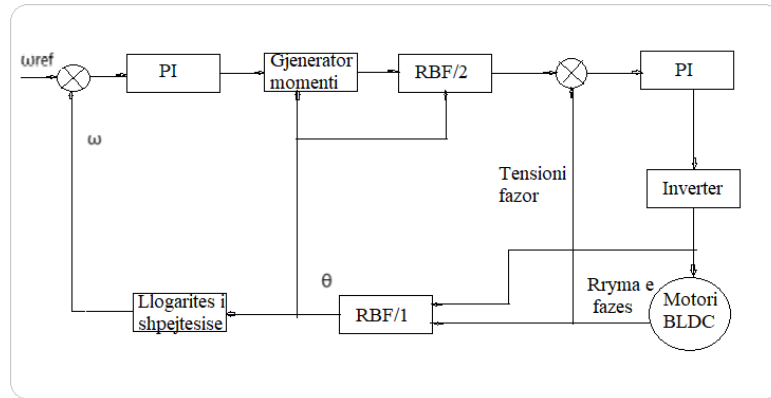 ωref
PI
Gjenerator
momenti
RBF/2
PI
ω
Tensioni
fazor
Inverter
θ
Rryma e
fazes
Motori
BLDC
Llogarites i
shpejtesise
RBF/1